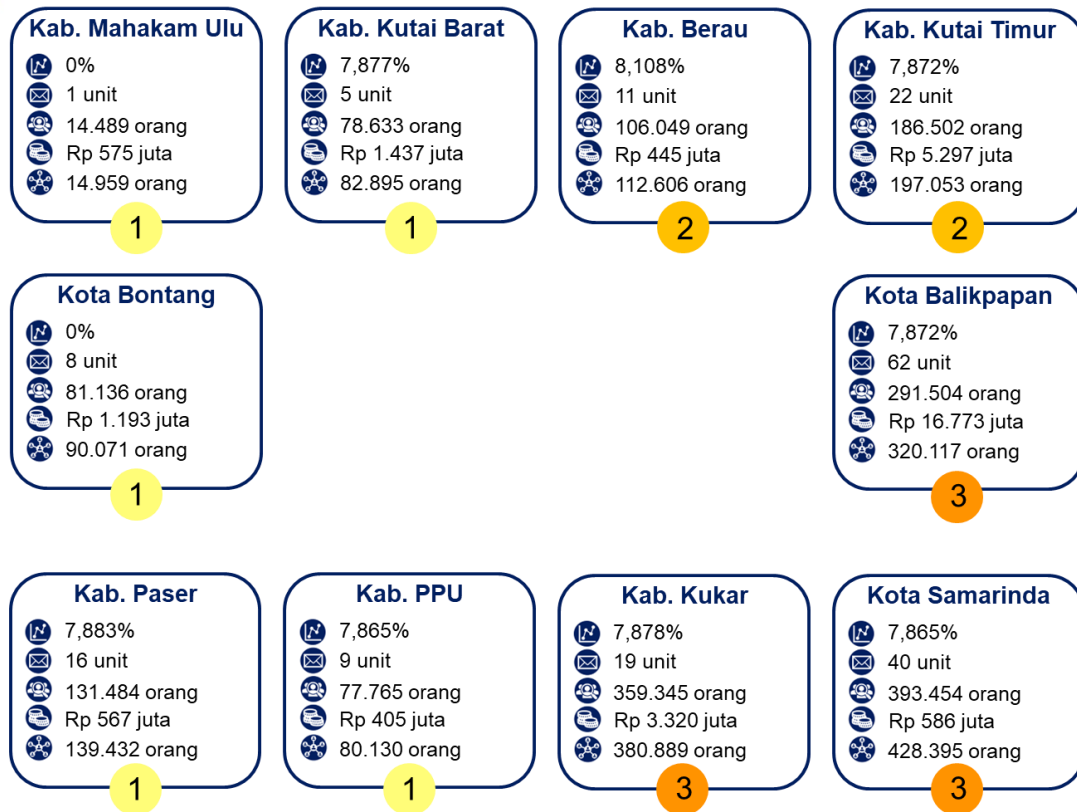 Kab. Mahakam Ulu
0%
1 unit
14.489 orang
Rp 575 juta
14.959 orang
1
Kab. Kutai Barat
7,877%
5 unit
78.633 orang
Rp 1.437 juta
82.895 orang
1
Kab. Berau
8,108%
11 unit
106.049 orang
Rp 445 juta
112.606 orang
2
Kab. Kutai Timur
7,872%
22 unit
186.502 orang
Rp 5.297 juta
197.053 orang
2
Kota Bontang
0%
8 unit
81.136 orang
Rp 1.193 juta
90.071 orang
1
Kota Balikpapan
7,872%
62 unit
291.504 orang
Rp 16.773 juta
320.117 orang
3
Kab. Paser
7,883%
16 unit
131.484 orang
Rp 567 juta
139.432 orang
1
Kab. PPU
7,865%
9 unit
77.765 orang
Rp 405 juta
80.130 orang
1
Kab. Kukar
7,878%
19 unit
359.345 orang
Rp 3.320 juta
380.889 orang
3
Kota Samarinda
7,865%
40 unit
393.454 orang
Rp 586 juta
428.395 orang
3